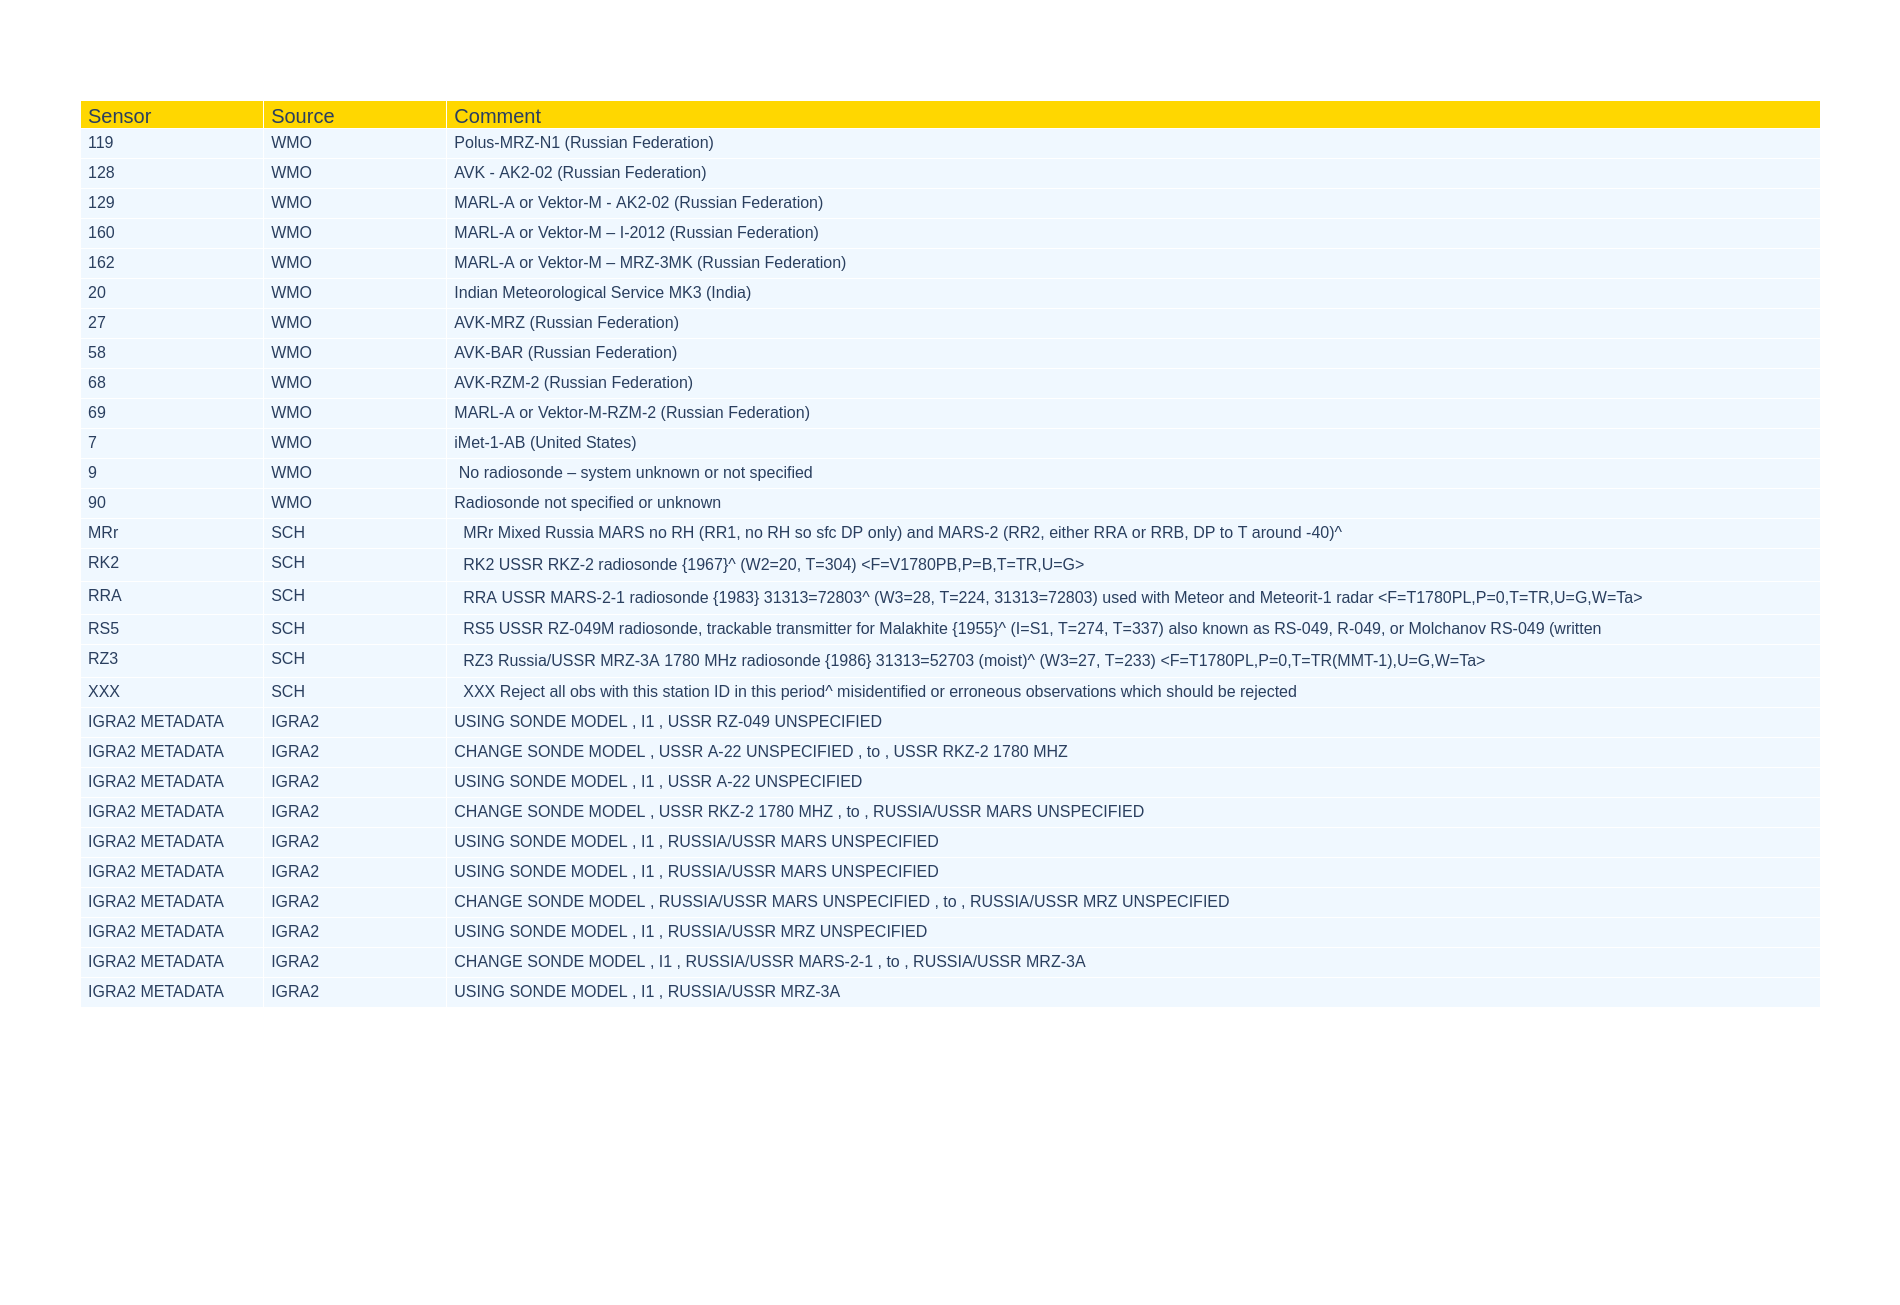 Sensor Source Comment
119 WMO Polus-MRZ-N1 (Russian Federation)
128 WMO AVK - AK2-02 (Russian Federation)
129 WMO MARL-A or Vektor-M - AK2-02 (Russian Federation)
160 WMO MARL-A or Vektor-M – I-2012 (Russian Federation)
162 WMO MARL-A or Vektor-M – MRZ-3MK (Russian Federation)
20 WMO Indian Meteorological Service MK3 (India)
27 WMO AVK-MRZ (Russian Federation)
58 WMO AVK-BAR (Russian Federation)
68 WMO AVK-RZM-2 (Russian Federation)
69 WMO MARL-A or Vektor-M-RZM-2 (Russian Federation)
7 WMO iMet-1-AB (United States)
9 WMO No radiosonde – system unknown or not specified
90 WMO Radiosonde not specified or unknown
MRr SCH MRr Mixed Russia MARS no RH (RR1, no RH so sfc DP only) and MARS-2 (RR2, either RRA or RRB, DP to T around -40)^
RK2 SCH RK2 USSR RKZ-2 radiosonde {1967}^ (W2=20, T=304) <F=V1780PB,P=B,T=TR,U=G>
RRA SCH RRA USSR MARS-2-1 radiosonde {1983} 31313=72803^ (W3=28, T=224, 31313=72803) used with Meteor and Meteorit-1 radar <F=T1780PL,P=0,T=TR,U=G,W=Ta>
RS5 SCH RS5 USSR RZ-049M radiosonde, trackable transmitter for Malakhite {1955}^ (I=S1, T=274, T=337) also known as RS-049, R-049, or Molchanov RS-049 (written
RZ3 SCH RZ3 Russia/USSR MRZ-3A 1780 MHz radiosonde {1986} 31313=52703 (moist)^ (W3=27, T=233) <F=T1780PL,P=0,T=TR(MMT-1),U=G,W=Ta>
XXX SCH XXX Reject all obs with this station ID in this period^ misidentified or erroneous observations which should be rejected
IGRA2 METADATA IGRA2 USING SONDE MODEL , I1 , USSR RZ-049 UNSPECIFIED
IGRA2 METADATA IGRA2 CHANGE SONDE MODEL , USSR A-22 UNSPECIFIED , to , USSR RKZ-2 1780 MHZ
IGRA2 METADATA IGRA2 USING SONDE MODEL , I1 , USSR A-22 UNSPECIFIED
IGRA2 METADATA IGRA2 CHANGE SONDE MODEL , USSR RKZ-2 1780 MHZ , to , RUSSIA/USSR MARS UNSPECIFIED
IGRA2 METADATA IGRA2 USING SONDE MODEL , I1 , RUSSIA/USSR MARS UNSPECIFIED
IGRA2 METADATA IGRA2 USING SONDE MODEL , I1 , RUSSIA/USSR MARS UNSPECIFIED
IGRA2 METADATA IGRA2 CHANGE SONDE MODEL , RUSSIA/USSR MARS UNSPECIFIED , to , RUSSIA/USSR MRZ UNSPECIFIED
IGRA2 METADATA IGRA2 USING SONDE MODEL , I1 , RUSSIA/USSR MRZ UNSPECIFIED
IGRA2 METADATA IGRA2 CHANGE SONDE MODEL , I1 , RUSSIA/USSR MARS-2-1 , to , RUSSIA/USSR MRZ-3A
IGRA2 METADATA IGRA2 USING SONDE MODEL , I1 , RUSSIA/USSR MRZ-3A